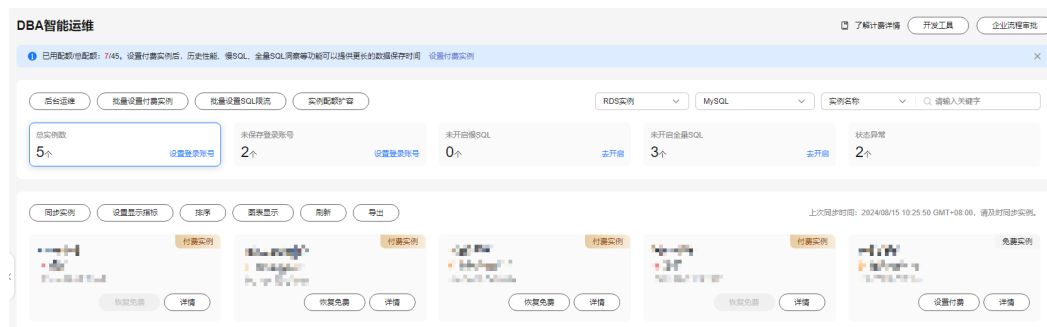 DBA智能运维
了解计费详情 开发工具 企业流程审批
已用配额/总配额：7/45。设置付费实例后，历史性能、慢SQL、全量SQL洞察等功能可以提供更长的数据保存时间 设置付费实例
后台运维 批量设置付费实例 批量设置SQL限流 实例配额扩容 RDS实例 MySQL 实例名称 请输入关键字
总实例数 未保存登录账号 未开启慢SQL 未开启全量SQL 状态异常
5个 设置登录账号 2个 设置登录账号 0个 去开启 3个 去开启 2个
同步实例 设置显示指标 排序 图表显示 刷新 导出 上次同步时间：2024/08/15 10:25:50 GMT+08:00，请及时同步实例。
付费实例 付费实例 付费实例 付费实例 免费实例
恢复免费 详情 恢复免费 详情 恢复免费 详情 恢复免费 详情 设置付费 详情